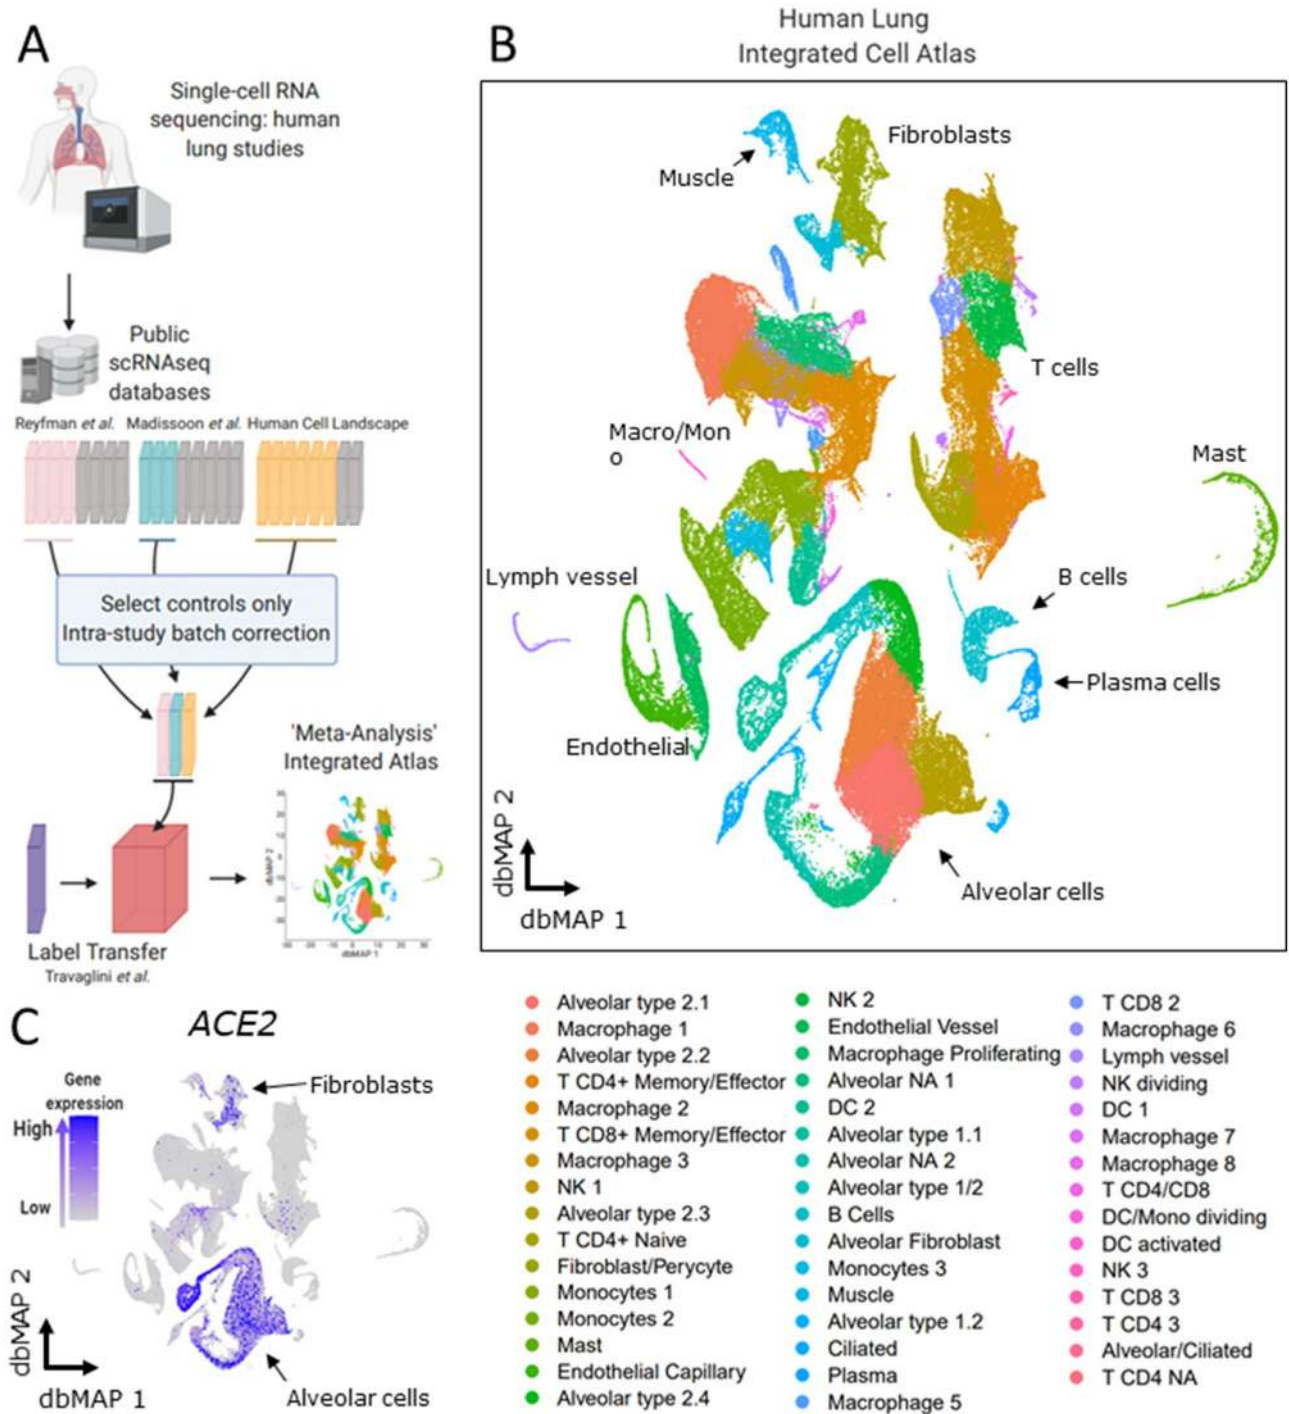 A
Single-cell RNA
sequencing: human
lung studies
Public
scRNAseq
databases
Reyfman et al. Madissoon et al. Human Cell Landscape
Select controls only
Intra-study batch correction
'Meta-Analysis'
Integrated Atlas
dbMAP 2
dbMAP 1
Label Transfer
Travaglini et al.
B
Human Lung
Integrated Cell Atlas
Muscle
Fibroblasts
T cells
Macro/Mon
o
Mast
Lymph vessel
B cells
Plasma cells
Endothelial
Alveolar cells
dbMAP 2
dbMAP 1
C
ACE2
Gene
expression
High
Low
Fibroblasts
Alveolar cells
dbMAP 2
dbMAP 1
Alveolar type 2.1
Macrophage 1
Alveolar type 2.2
T CD4+ Memory/Effector
Macrophage 2
T CD8+ Memory/Effector
Macrophage 3
NK 1
Alveolar type 2.3
T CD4+ Naive
Fibroblast/Perycyte
Monocytes 1
Monocytes 2
Mast
Endothelial Capillary
Alveolar type 2.4
NK 2
Endothelial Vessel
Macrophage Proliferating
Alveolar NA 1
DC 2
Alveolar type 1.1
Alveolar NA 2
Alveolar type 1/2
B Cells
Alveolar Fibroblast
Monocytes 3
Muscle
Alveolar type 1.2
Ciliated
Plasma
Macrophage 5
T CD8 2
Macrophage 6
Lymph vessel
NK dividing
DC 1
Macrophage 7
Macrophage 8
T CD4/CD8
DC/Mono dividing
DC activated
NK 3
T CD8 3
T CD4 3
Alveolar/Ciliated
T CD4 NA